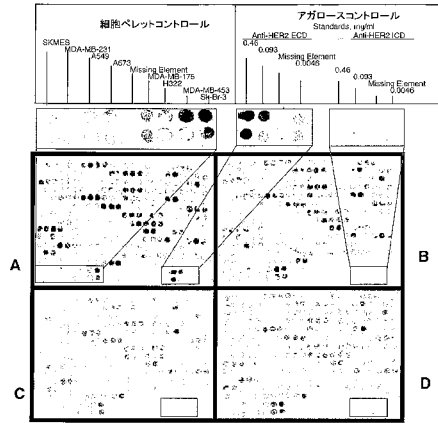 細胞ペレットコントロール
SKMES
MDA-MB-231
A549
A673
Missing Element
MDA-MB-175
H322
MDA-MB-453
Sk-Br-3
アガロースコントロール
Standards, mg/ml
Anti-HER2 ECD
Anti-HER2 ICD
0.46
0.093
Missing Element
0.0046
0.46
0.093
Missing Element
0.0046
A
B
C
D